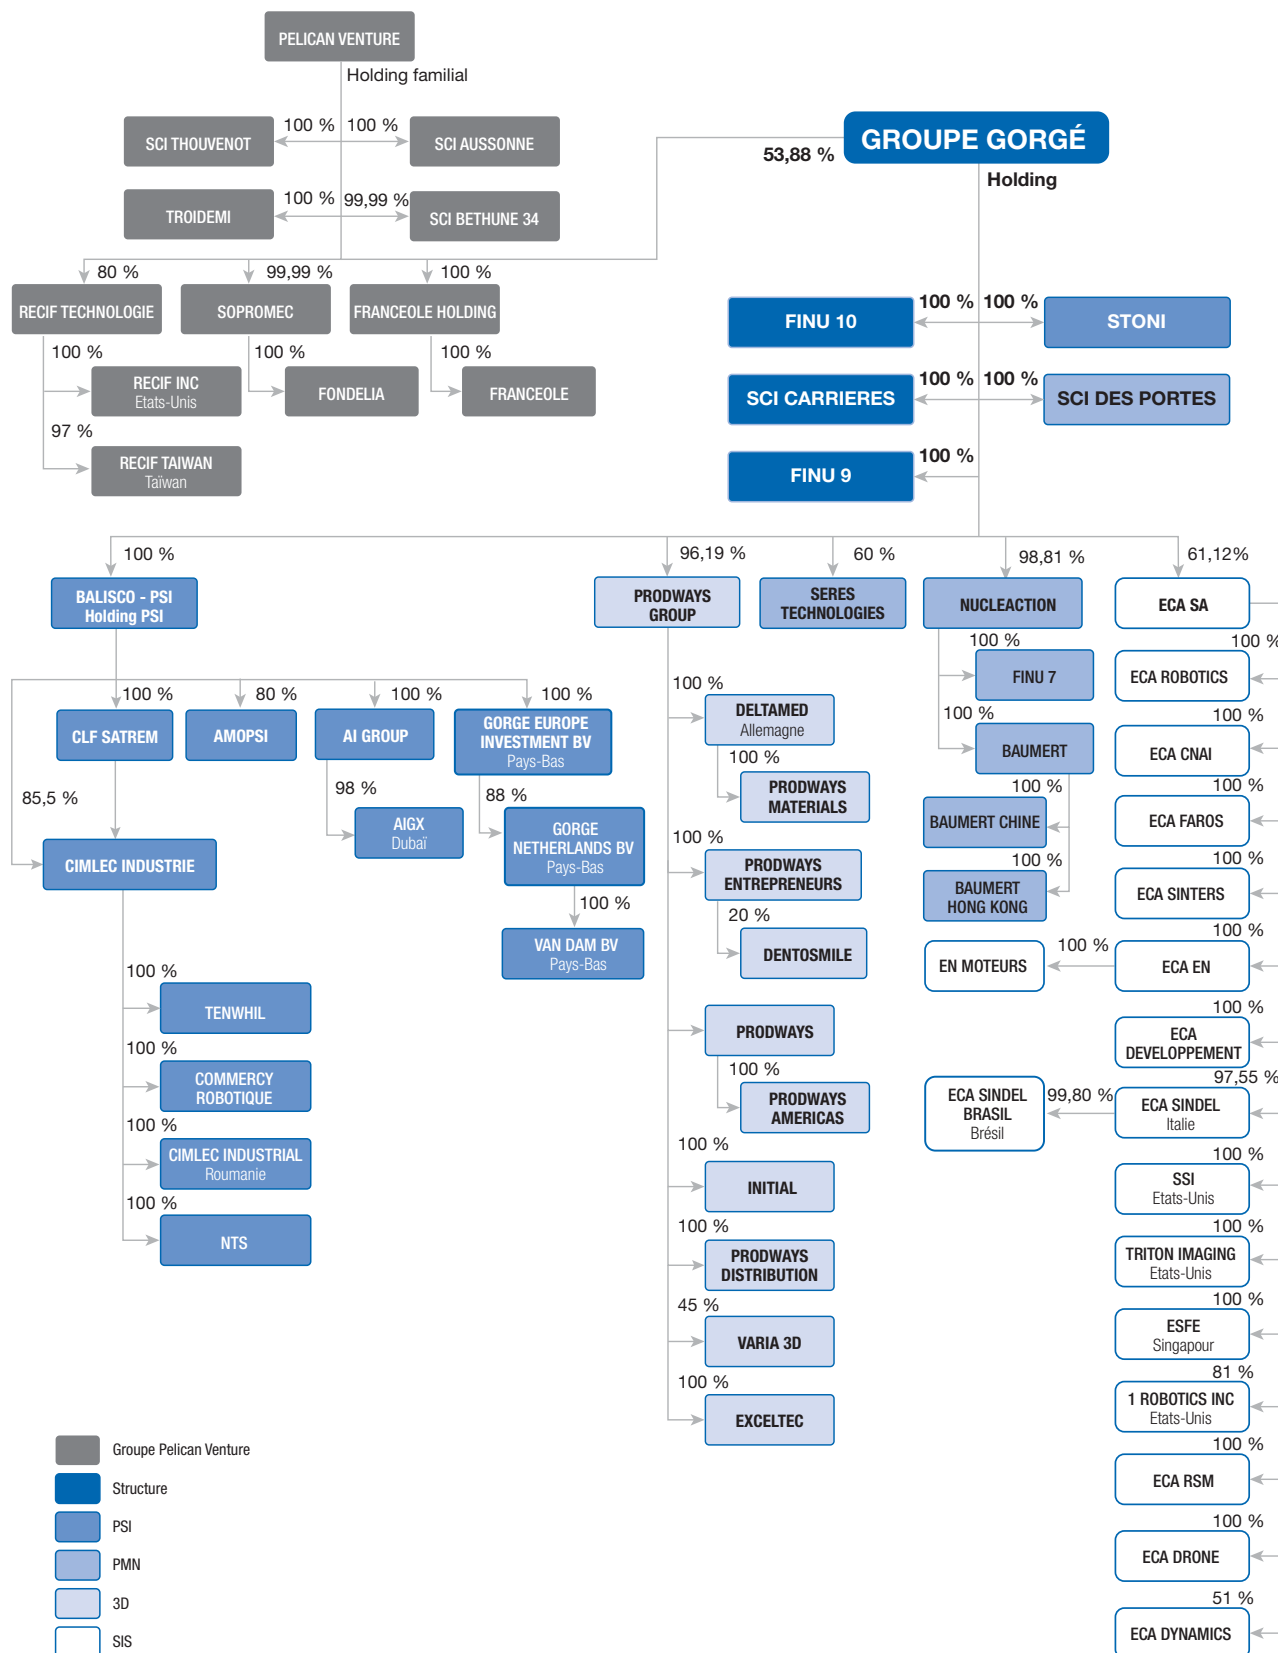 PELICAN VENTURE
Holding familial
100 %
100 %
SCI THOUVENOT
SCI AUSSONNE
100 %
99,99 %
TROIDEMI
SCI BETHUNE 34
53,88 %
GROUPE GORGÉ
Holding
80 %
99,99 %
100 %
RECIF TECHNOLOGIE
SOPROMEC
FRANCEOLE HOLDING
100 %
100 %
100 %
RECIF INC
Etats-Unis
FONDELIA
FRANCEOLE
97 %
RECIF TAIWAN
Taïwan
100 %
100 %
FINU 10
STONI
100 %
100 %
SCI CARRIERES
SCI DES PORTES
100 %
FINU 9
100 %
96,19 %
60 %
98,81 %
61,12%
BALISCO - PSI
Holding PSI
PRODWAYS
GROUP
SERES
TECHNOLOGIES
NUCLEACTION
ECA SA
100 %
80 %
100 %
100 %
CLF SATREM
AMOPSI
AI GROUP
GORGE EUROPE
INVESTMENT BV
Pays-Bas
85,5 %
98 %
88 %
CIMLEC INDUSTRIE
AIGX
Dubaï
GORGE
NETHERLANDS BV
Pays-Bas
100 %
VAN DAM BV
Pays-Bas
100 %
TENWHIL
100 %
COMMERCY
ROBOTIQUE
100 %
CIMLEC INDUSTRIAL
Roumanie
100 %
NTS
100 %
DELTAMED
Allemagne
100 %
PRODWAYS
MATERIALS
100 %
PRODWAYS
ENTREPRENEURS
20 %
DENTOSMILE
PRODWAYS
100 %
PRODWAYS
AMERICAS
100 %
INITIAL
100 %
PRODWAYS
DISTRIBUTION
45 %
VARIA 3D
100 %
EXCELTEC
100 %
FINU 7
100 %
BAUMERT
100 %
BAUMERT CHINE
100 %
BAUMERT
HONG KONG
100 %
ECA ROBOTICS
100 %
ECA CNAI
100 %
ECA FAROS
100 %
ECA SINTERS
100 %
EN MOTEURS
100 %
ECA EN
100 %
ECA
DEVELOPPEMENT
97,55 %
ECA SINDEL
BRASIL
Brésil
99,80 %
ECA SINDEL
Italie
100 %
SSI
Etats-Unis
100 %
TRITON IMAGING
Etats-Unis
100 %
ESFE
Singapour
81 %
1 ROBOTICS INC
Etats-Unis
100 %
ECA RSM
100 %
ECA DRONE
51 %
ECA DYNAMICS
Groupe Pelican Venture
Structure
PSI
PMN
3D
SIS